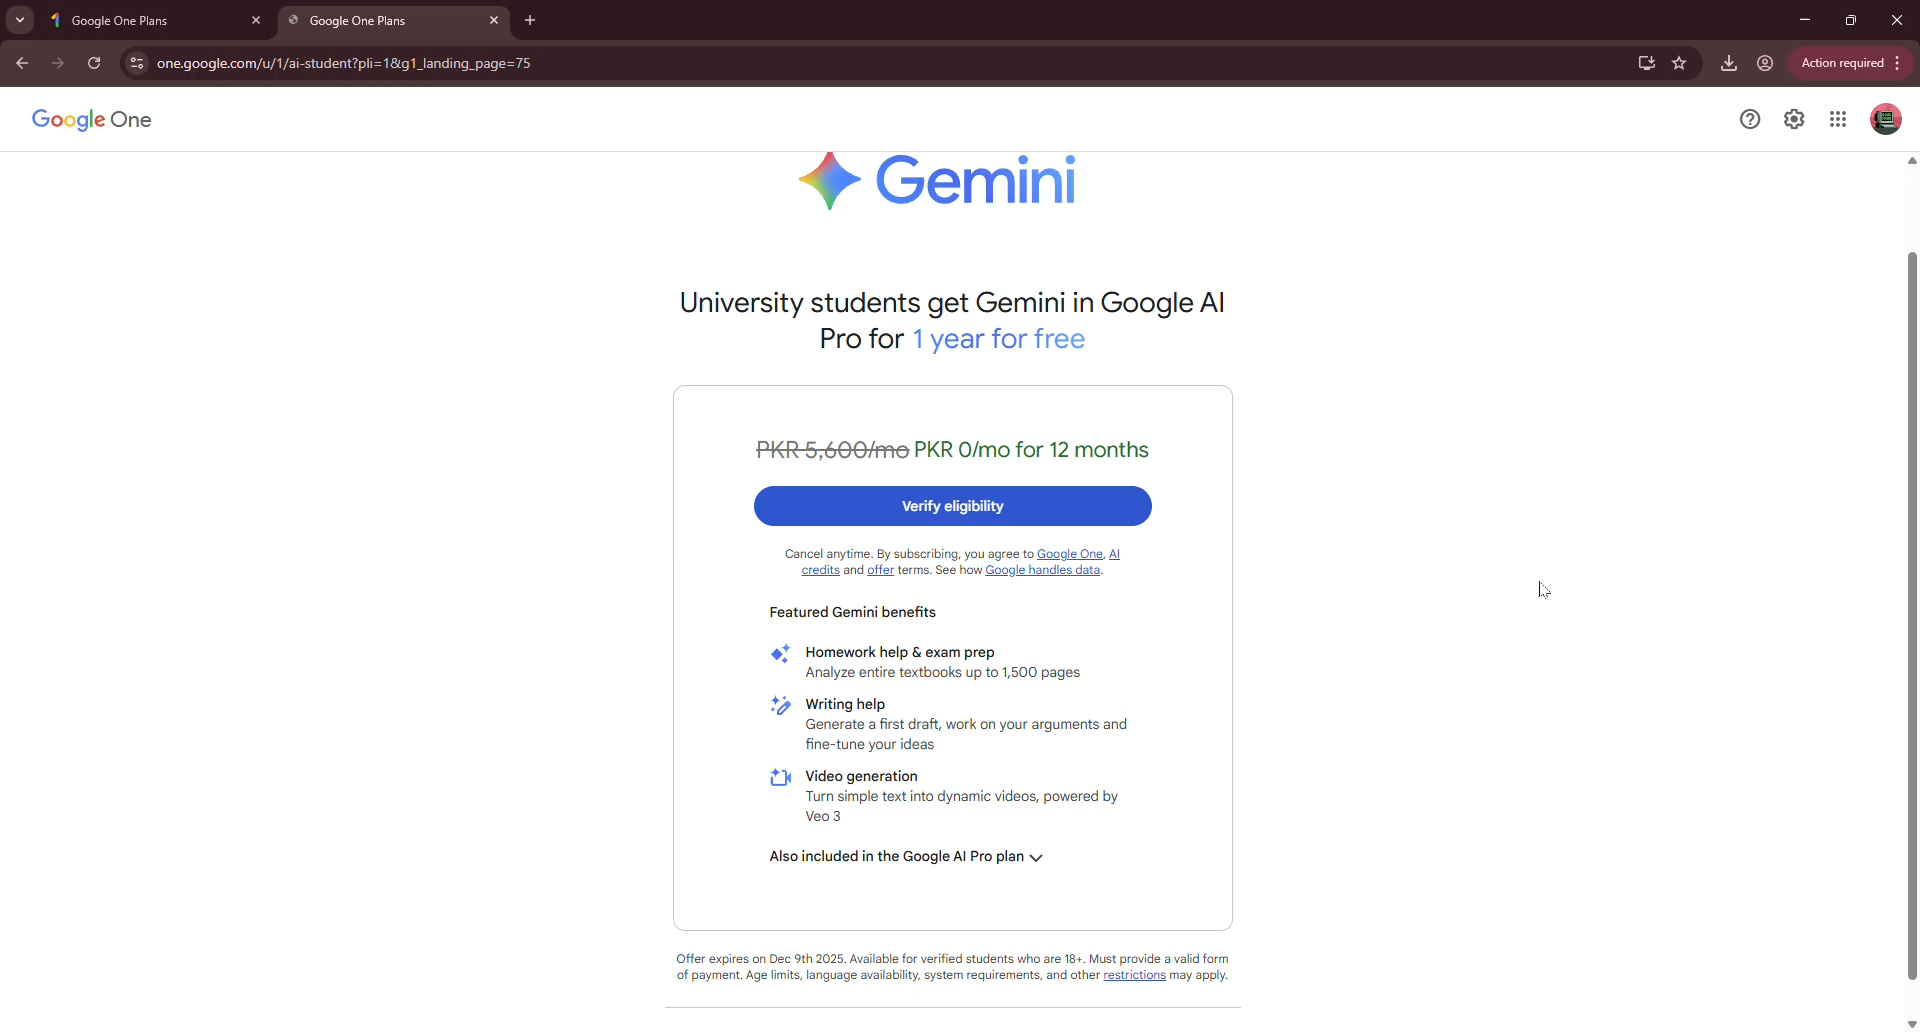 Google One Plans
Google One Plans
one.google.com/u/1/ai-student?pli=1&g1_landing_page=75
Action required
Google One
Gemini
University students get Gemini in Google AI
Pro for 1 year for free
PKR 5,600/mo PKR 0/mo for 12 months
Verify eligibility
Cancel anytime. By subscribing, you agree to Google One, AI
credits and offer terms. See how Google handles data.
Featured Gemini benefits
Homework help & exam prep
Analyze entire textbooks up to 1,500 pages
Writing help
Generate a first draft, work on your arguments and
fine-tune your ideas
Video generation
Turn simple text into dynamic videos, powered by
Veo 3
Also included in the Google AI Pro plan
Offer expires on Dec 9th 2025. Available for verified students who are 18+. Must provide a valid form
of payment. Age limits, language availability, system requirements, and other restrictions may apply.